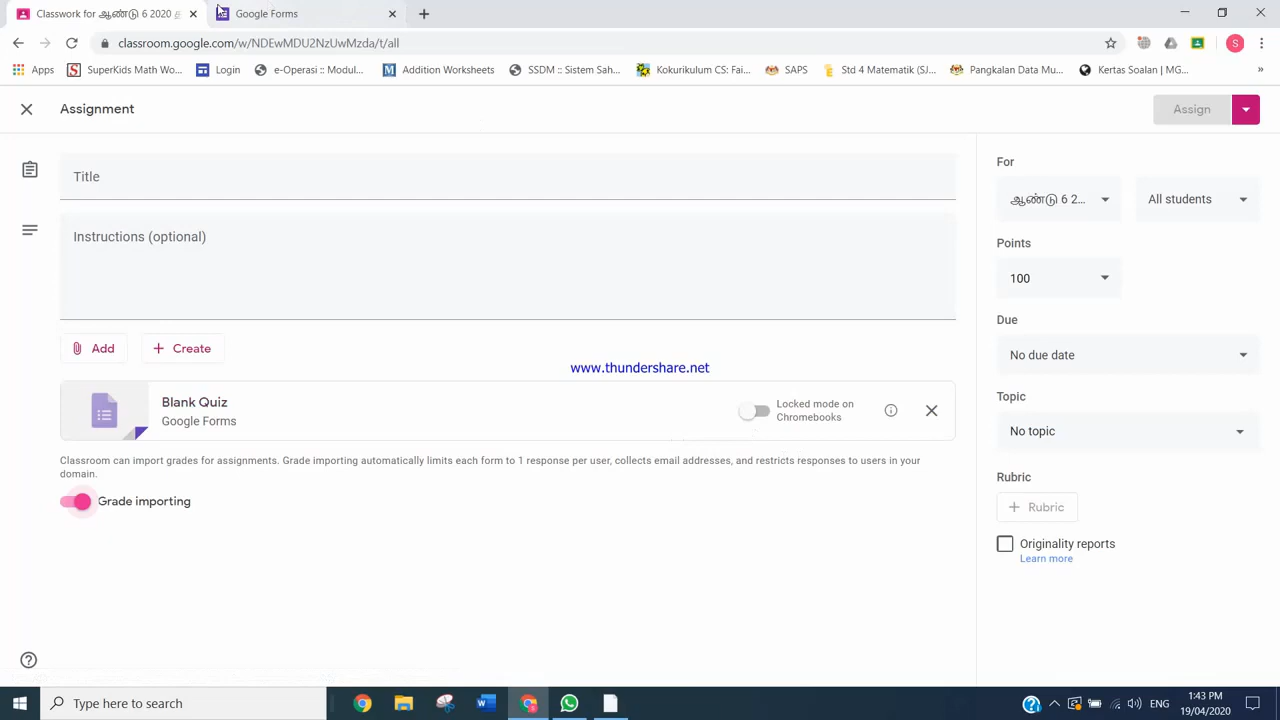 Classwork for ஆண்டு 6 2020
Google Forms
classroom.google.com/w/NDEwMDU2NzUwMzda/t/all
S
Apps
SuperKids Math Wo...
Login
e-Operasi :: Modul...
Addition Worksheets
SSDM :: Sistem Sah...
Kokurikulum CS: Fai...
SAPS
Std 4 Matematik (SJ...
Pangkalan Data Mu...
Kertas Soalan | MG...
»
Assignment
Assign
Title
For
ஆண்டு 6 2...
All students
Instructions (optional)
Points
100
Due
Add
Create
No due date
www.thundershare.net
Topic
Blank Quiz
Google Forms
Locked mode on
Chromebooks
No topic
Classroom can import grades for assignments. Grade importing automatically limits each form to 1 response per user, collects email addresses, and restricts responses to users in your
domain.
Rubric
Grade importing
Rubric
Originality reports
Learn more
Type here to search
ENG
1:43 PM
19/04/2020